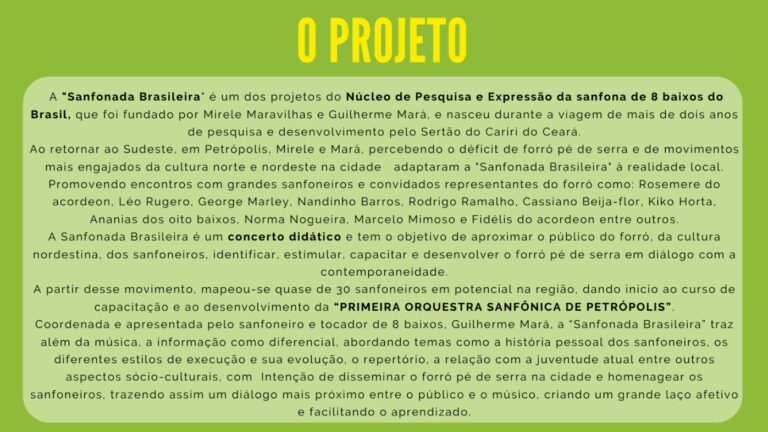 O PROJETO
A "Sanfonada Brasileira" é um dos projetos do Núcleo de Pesquisa e Expressão da sanfona de 8 baixos do
Brasil, que foi fundado por Mirele Maravilhas e Guilherme Mará, e nasceu durante a viagem de mais de dois anos
de pesquisa e desenvolvimento pelo Sertão do Cariri do Ceará.
Ao retornar ao Sudeste, em Petrópolis, Mirele e Mará, percebendo o déficit de forró pé de serra e de movimentos
mais engajados da cultura norte e nordeste na cidade adaptaram a "Sanfonada Brasileira" à realidade local.
Promovendo encontros com grandes sanfoneiros e convidados representantes do forró como: Rosemere do
acordeon, Léo Rugero, George Marley, Nandinho Barros, Rodrigo Ramalho, Cassiano Beija-flor, Kiko Horta,
Ananias dos oito baixos, Norma Nogueira, Marcelo Mimoso e Fidélis do acordeon entre outros.
A Sanfonada Brasileira é um concerto didático e tem o objetivo de aproximar o público do forró, da cultura
nordestina, dos sanfoneiros, identificar, estimular, capacitar e desenvolver o forró pé de serra em diálogo com a
contemporaneidade.
A partir desse movimento, mapeou-se quase de 30 sanfoneiros em potencial na região, dando início ao curso de
capacitação e ao desenvolvimento da “PRIMEIRA ORQUESTRA SANFÔNICA DE PETRÓPOLIS”.
Coordenada e apresentada pelo sanfoneiro e tocador de 8 baixos, Guilherme Mará, a “Sanfonada Brasileira” traz
além da música, a informação como diferencial, abordando temas como a história pessoal dos sanfoneiros, os
diferentes estilos de execução e sua evolução, o repertório, a relação com a juventude atual entre outros
aspectos sócio-culturais, com Intenção de disseminar o forró pé de serra na cidade e homenagear os
sanfoneiros, trazendo assim um diálogo mais próximo entre o público e o músico, criando um grande laço afetivo
e facilitando o aprendizado.